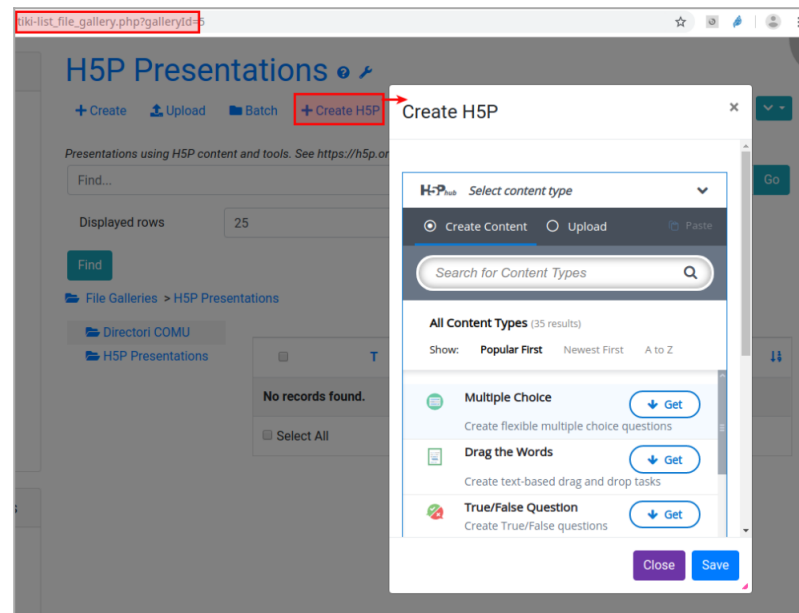 tiki-list_file_gallery.php?galleryId=5
H5P Presentations
Create Upload Batch Create H5P
Presentations using H5P content and tools. See https://h5p.or
Find...
Go
Displayed rows 25
Find
File Galleries > H5P Presentations
Directori COMU
H5P Presentations
T
No records found.
Select All
Create H5P ×
H5P hub Select content type
Create Content Upload Paste
Search for Content Types
All Content Types (35 results)
Show: Popular First Newest First A to Z
Multiple Choice
Get
Create flexible multiple choice questions
Drag the Words
Get
Create text-based drag and drop tasks
True/False Question
Get
Create True/False questions
Close Save